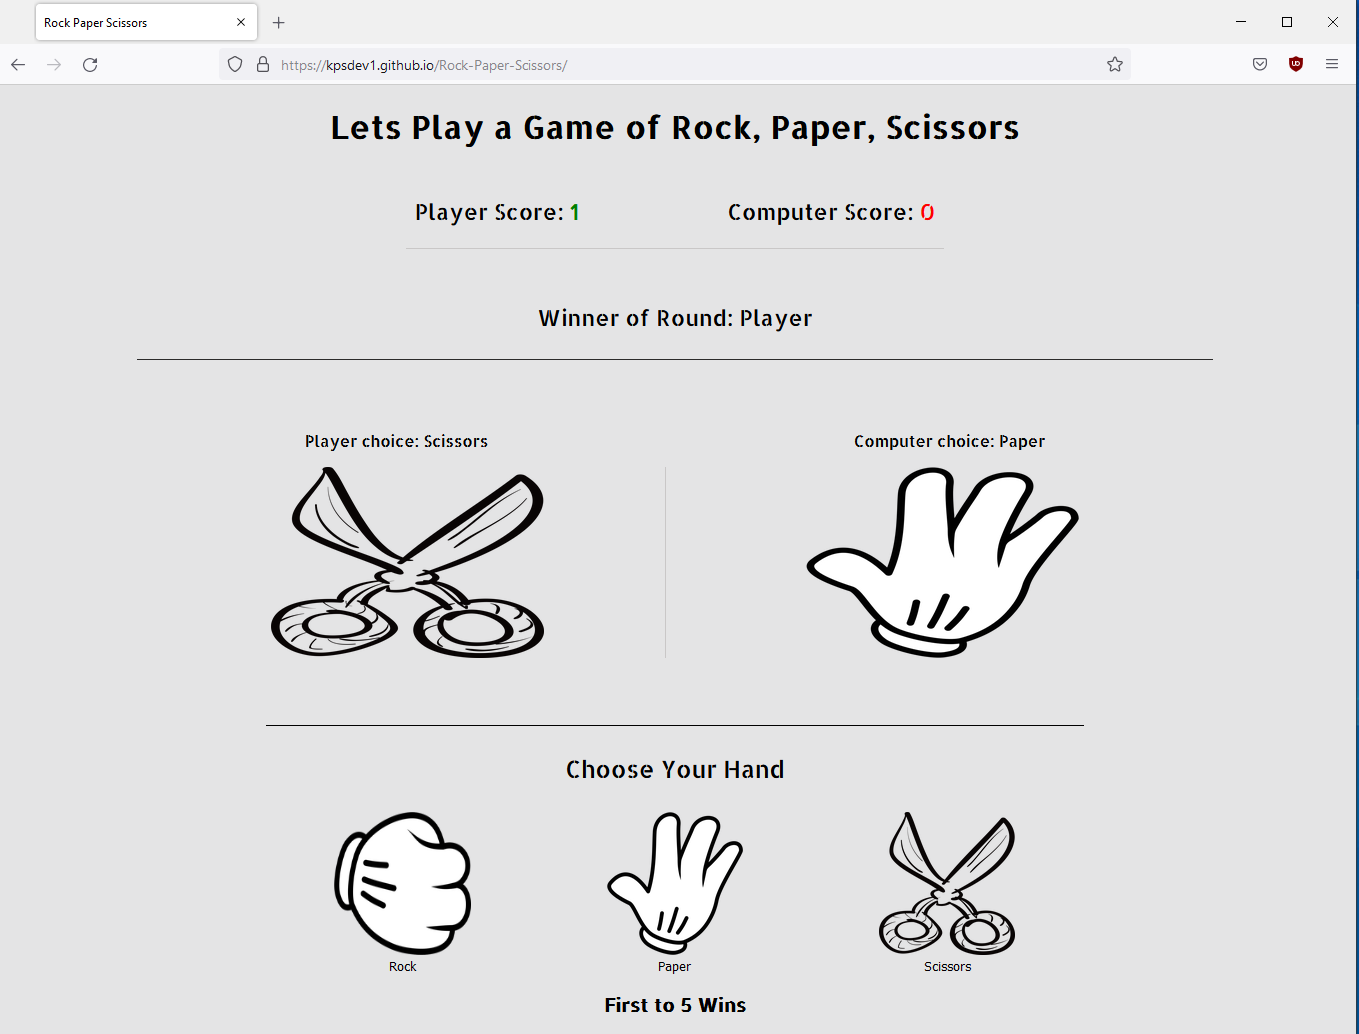 Rock Paper Scissors
https://kpsdev1.github.io/Rock-Paper-Scissors/
Lets Play a Game of Rock, Paper, Scissors
Player Score: 1
Computer Score: 0
Winner of Round: Player
Player choice: Scissors
Computer choice: Paper
Choose Your Hand
Rock
Paper
Scissors
First to 5 Wins